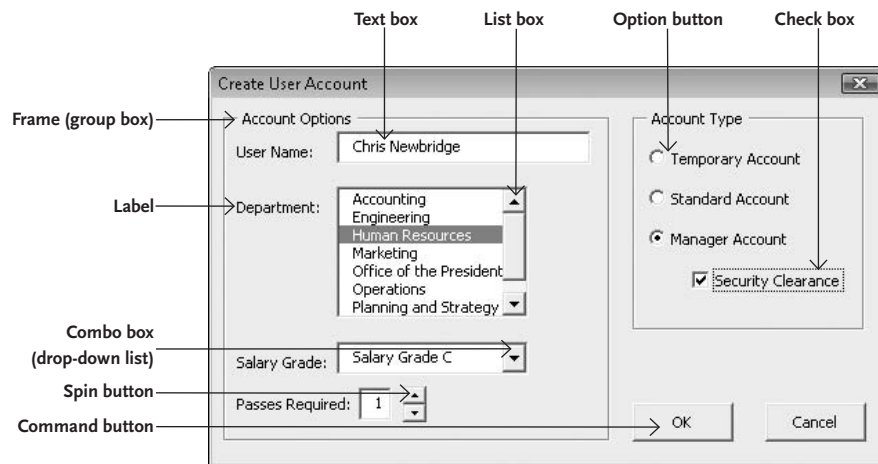 Text box List box Option button Check box
Create User Account
Frame (group box) Account Options Account Type
User Name: Chris Newbridge
Temporary Account
Label Department: Accounting
Engineering
Human Resources
Marketing
Office of the President
Operations
Planning and Strategy
Standard Account
Manager Account
Security Clearance
Combo box
(drop-down list)
Salary Grade: Salary Grade C
Spin button
Passes Required: 1
Command button OK Cancel